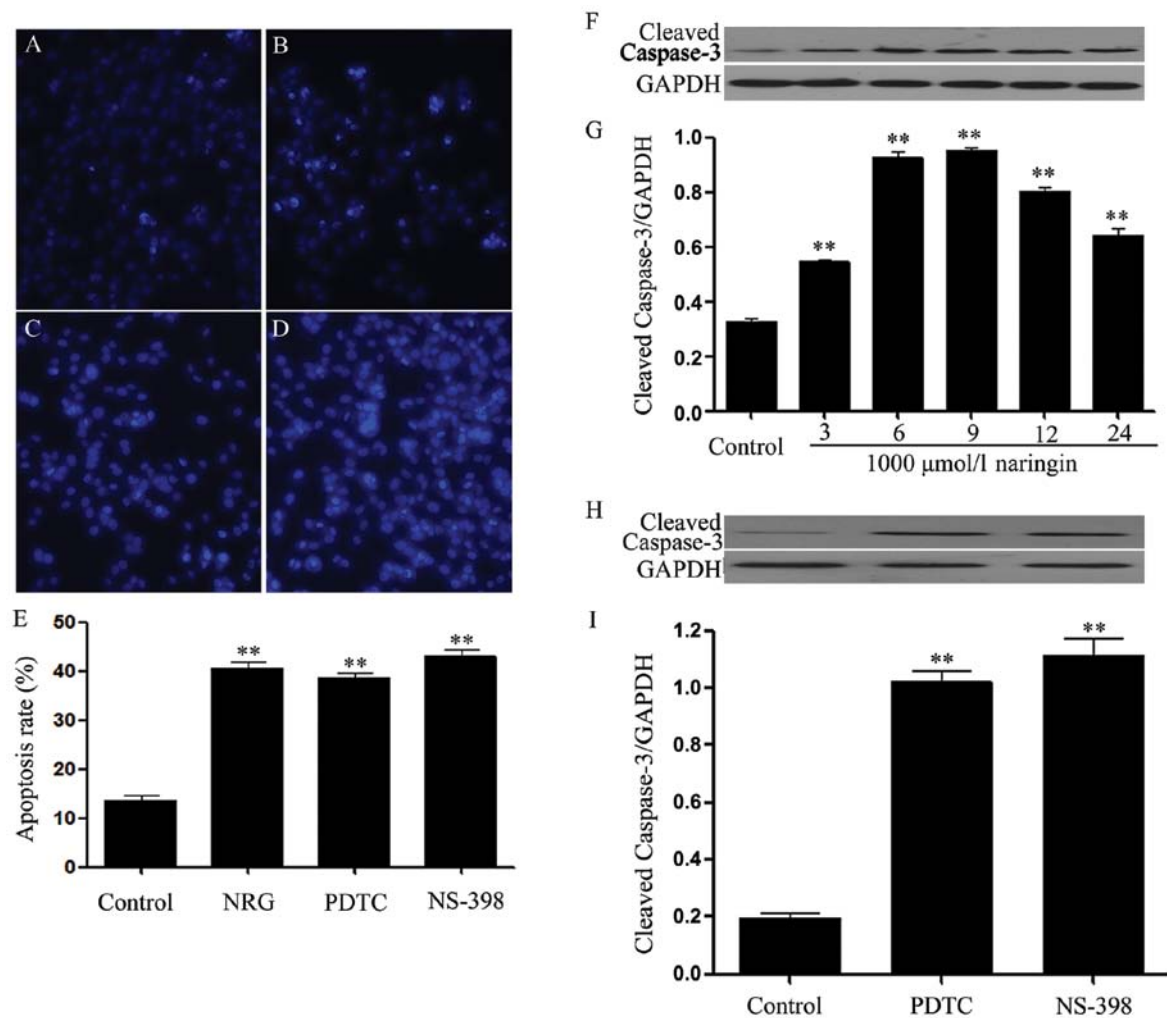 A
B
C
D
E
Apoptosis rate (%)
50
40
30
20
10
0
**
**
**
Control
NRG
PDTC
NS-398
F
Cleaved
Caspase-3
GAPDH
G
Cleaved Caspase-3/GAPDH
1.0
0.8
0.6
0.4
0.2
0.0
**
**
**
**
**
Control
3
6
9
12
24
1000 μmol/l naringin
H
Cleaved
Caspase-3
GAPDH
I
Cleaved Caspase-3/GAPDH
1.2
1.0
0.8
0.6
0.4
0.2
0.0
**
**
Control
PDTC
NS-398